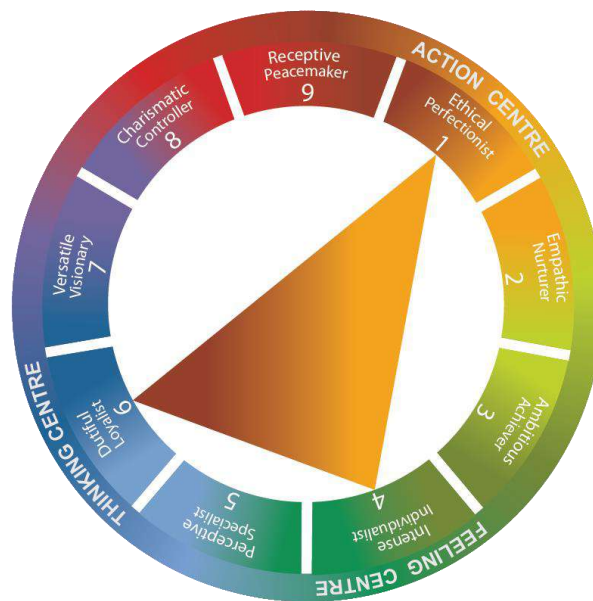 ACTION CENTRE
Receptive
Peacemaker
9
Ethical
Perfectionist
1
Empathic
Nurturer
2
Ambitious
Achiever
3
Intense
Individualist
4
FEELING CENTRE
Perceptive
Specialist
5
Dutiful
Loyalist
6
THINKING CENTRE
Versatile
Visionary
7
Charismatic
Controller
8